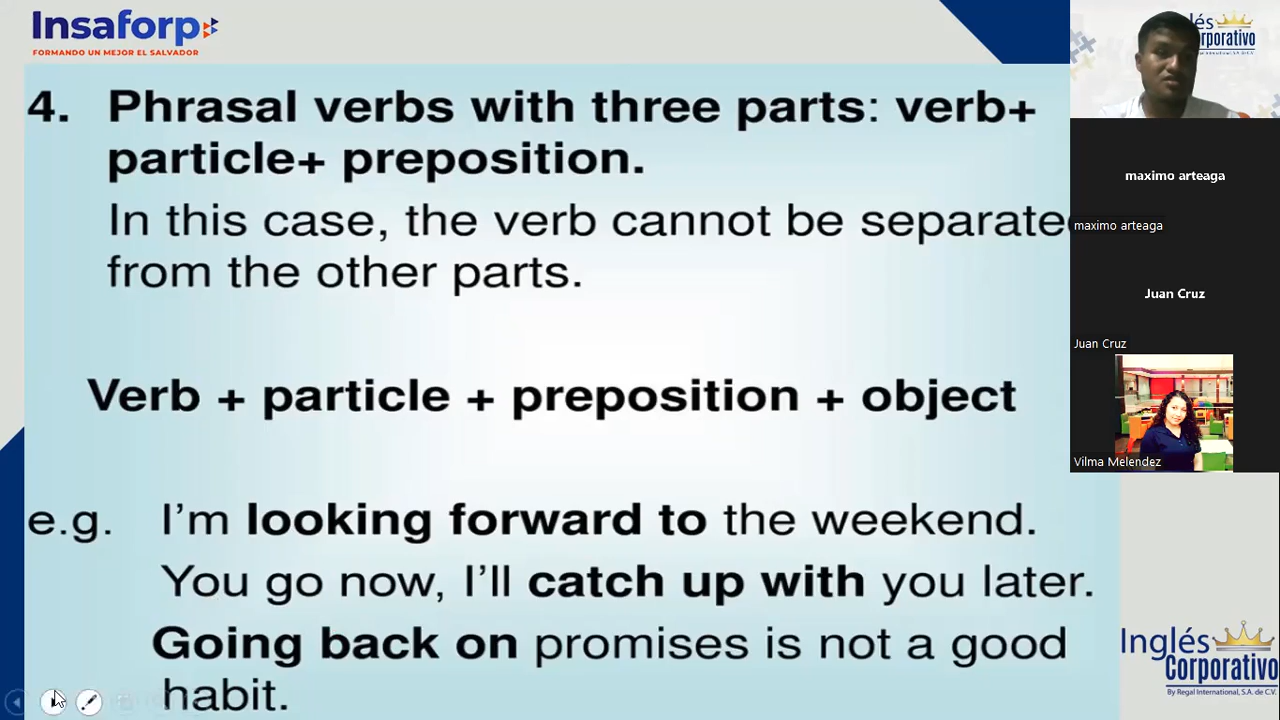 Insaforp
FORMANDO UN MEJOR EL SALVADOR
4. Phrasal verbs with three parts: verb+
particle+ preposition.
In this case, the verb cannot be separate
from the other parts.
Verb + particle + preposition + object
e.g. I'm looking forward to the weekend.
You go now, I'll catch up with you later.
Going back on promises is not a good
habit.
lés
rporativo
maximo arteaga
maximo arteaga
Juan Cruz
Juan Cruz
Vilma Melendez
Inglés
Corporativo
By Regal International, S.A. de C.V.